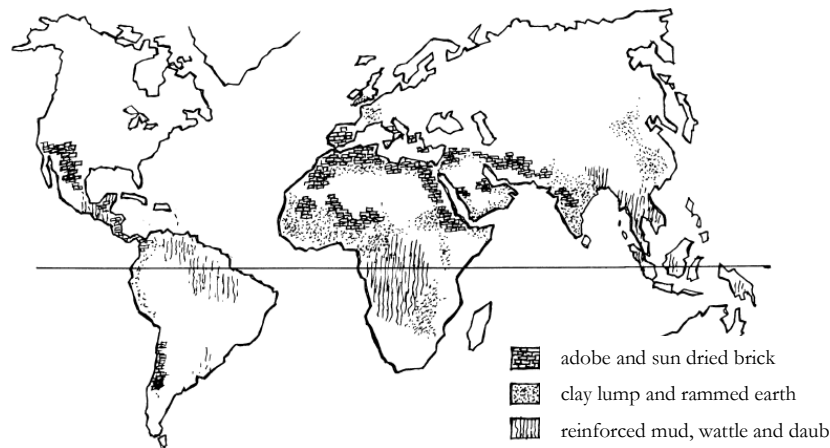 adobe and sun dried brick
clay lump and rammed earth
reinforced mud, wattle and daub